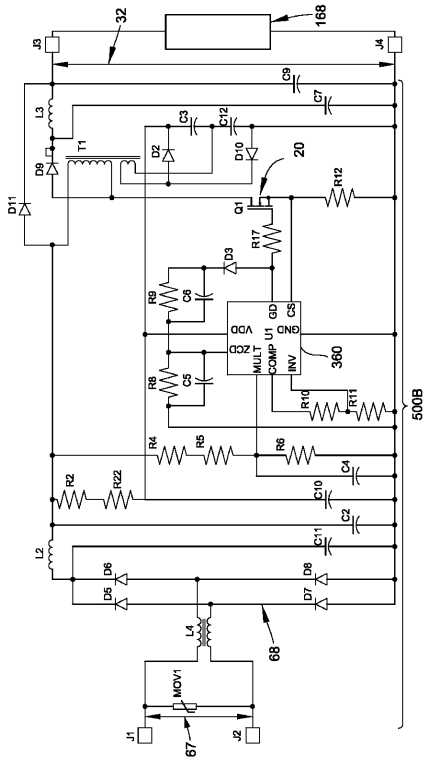 168
32
J3
J4
C9
L3
C7
C3
C12
T1
D2
D10
D9
20
D11
Q1
R12
R17
D3
R9
C6
GD
CS
VDD
U1
GND
ZCD
MULT
COMP
INV
360
R8
C5
R10
R11
R4
R5
R6
500B
C4
R2
R22
C10
C2
L2
C11
D6
D8
D5
D7
L4
68
MOV1
J1
J2
67